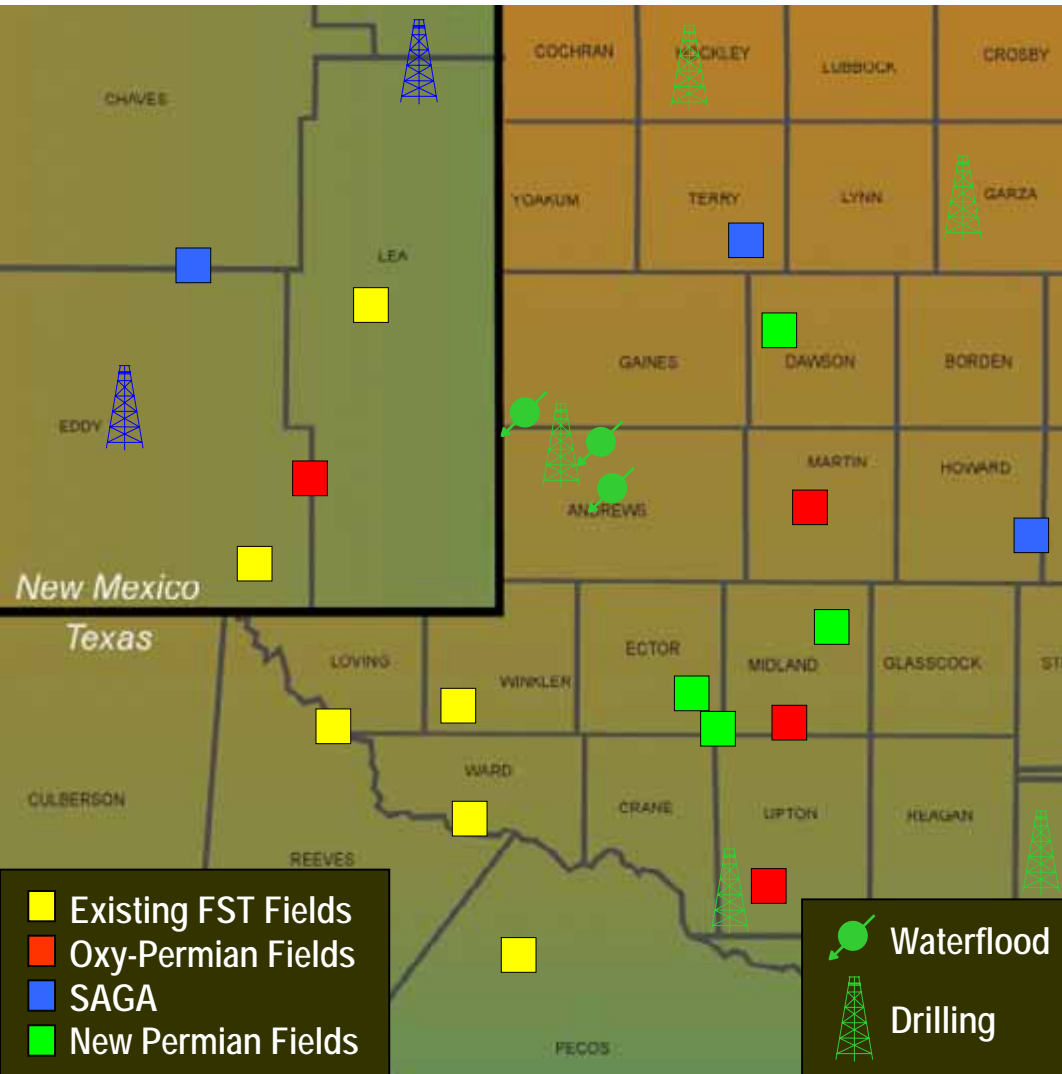 COCHRAN
HOCKLEY
LUBBOCK
CROSBY
CHAVES
YOAKUM
TERRY
LYNN
GARZA
LEA
GAINES
DAWSON
BORDEN
EDDY
MARTIN
HOWARD
ANDREWS
New Mexico
Texas
LOVING
WINKLER
ECTOR
MIDLAND
GLASSCOCK
ST
WARD
CULBERSON
CRANE
UPTON
REAGAN
REEVES
PECOS
Existing FST Fields
Oxy-Permian Fields
SAGA
New Permian Fields
Waterflood
Drilling